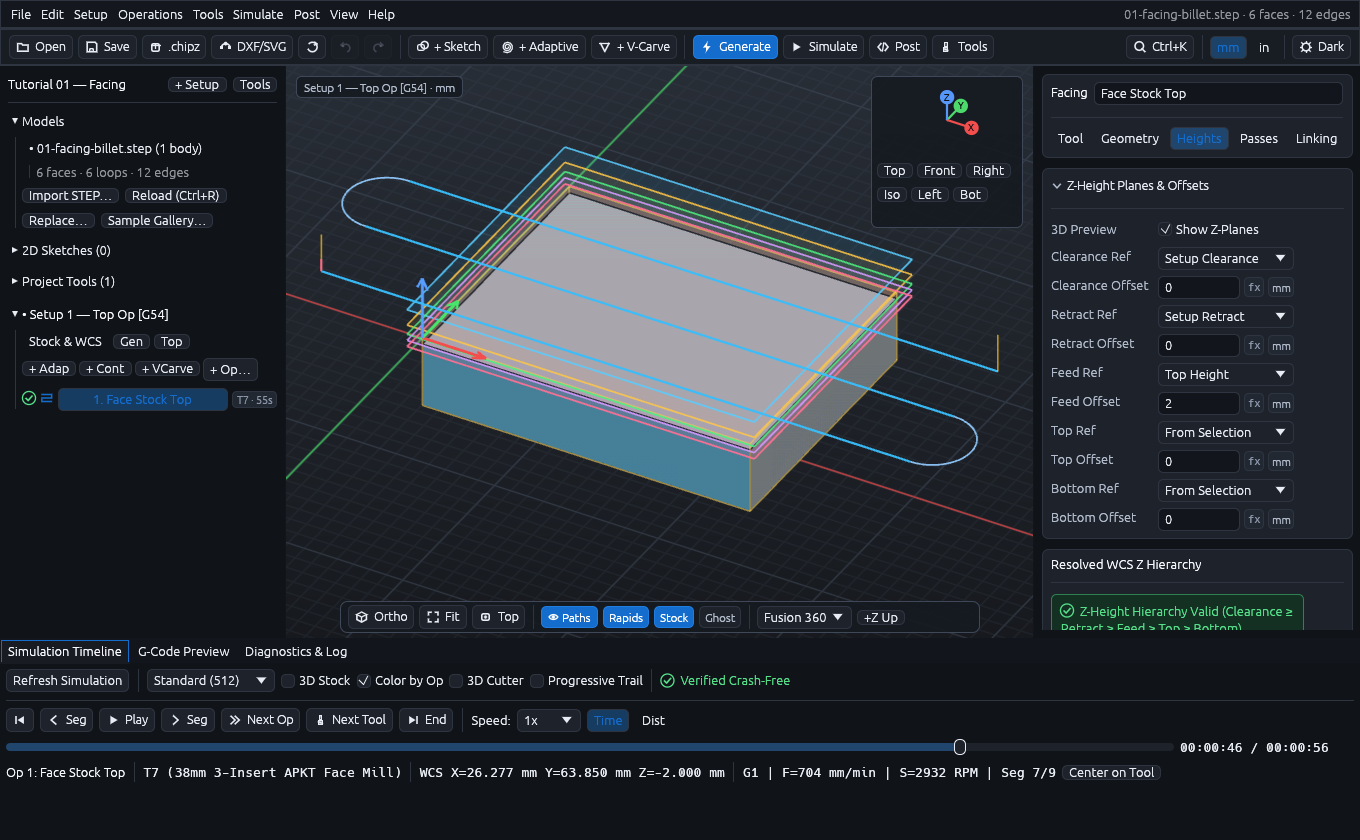 File Edit Setup Operations Tools Simulate Post View Help
01-facing-billet.step · 6 faces · 12 edges
Open Save .chipz DXF/SVG + Sketch + Adaptive + V-Carve Generate Simulate Post Tools Ctrl+K mm in Dark
Tutorial 01 — Facing + Setup Tools
Models
• 01-facing-billet.step (1 body)
6 faces · 6 loops · 12 edges
Import STEP... Reload (Ctrl+R)
Replace... Sample Gallery...
2D Sketches (0)
Project Tools (1)
• Setup 1 — Top Op [G54]
Stock & WCS Gen Top
+ Adap + Cont + VCarve + Op...
1. Face Stock Top T7 · 55s
Setup 1 — Top Op [G54] · mm
Z
Y
X
Top Front Right
Iso Left Bot
Ortho Fit Top Paths Rapids Stock Ghost Fusion 360 +Z Up
Facing Face Stock Top
Tool Geometry Heights Passes Linking
Z-Height Planes & Offsets
3D Preview Show Z-Planes
Clearance Ref Setup Clearance
Clearance Offset 0 fx mm
Retract Ref Setup Retract
Retract Offset 0 fx mm
Feed Ref Top Height
Feed Offset 2 fx mm
Top Ref From Selection
Top Offset 0 fx mm
Bottom Ref From Selection
Bottom Offset 0 fx mm
Resolved WCS Z Hierarchy
Z-Height Hierarchy Valid (Clearance ≥
Retract ≥ Feed ≥ Top ≥ Bottom)
Simulation Timeline G-Code Preview Diagnostics & Log
Refresh Simulation Standard (512) 3D Stock Color by Op 3D Cutter Progressive Trail Verified Crash-Free
Seg Play Seg Next Op Next Tool End Speed: 1x Time Dist
00:00:46 / 00:00:56
Op 1: Face Stock Top T7 (38mm 3-Insert APKT Face Mill) WCS X=26.277 mm Y=63.850 mm Z=-2.000 mm G1 | F=704 mm/min | S=2932 RPM | Seg 7/9 Center on Tool